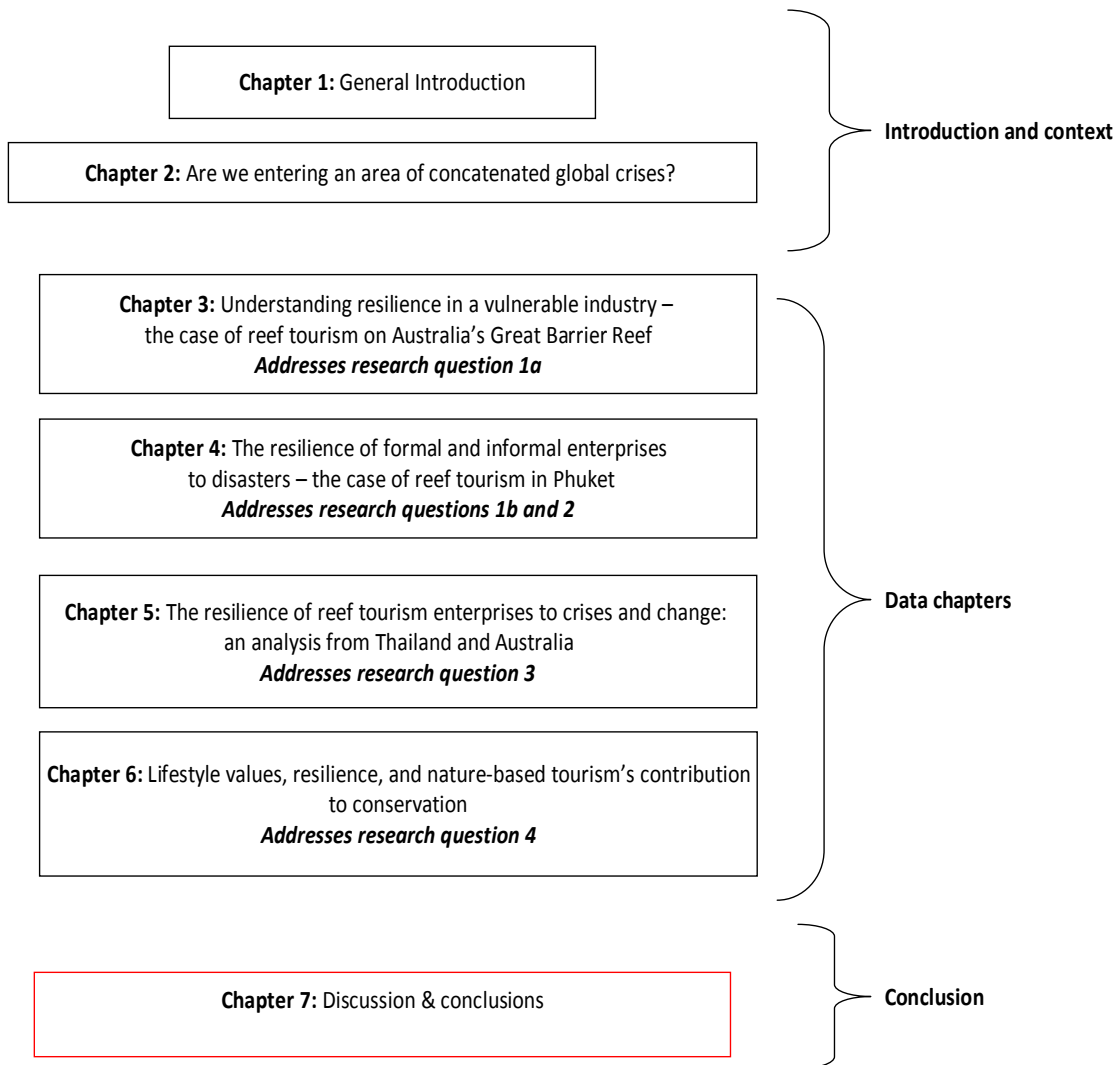 Chapter 1: General Introduction
Chapter 2: Are we entering an area of concatenated global crises?
Introduction and context
Chapter 3: Understanding resilience in a vulnerable industry –
the case of reef tourism on Australia's Great Barrier Reef
Addresses research question 1a
Chapter 4: The resilience of formal and informal enterprises
to disasters – the case of reef tourism in Phuket
Addresses research questions 1b and 2
Chapter 5: The resilience of reef tourism enterprises to crises and change:
an analysis from Thailand and Australia
Addresses research question 3
Chapter 6: Lifestyle values, resilience, and nature-based tourism's contribution
to conservation
Addresses research question 4
Data chapters
Chapter 7: Discussion & conclusions
Conclusion